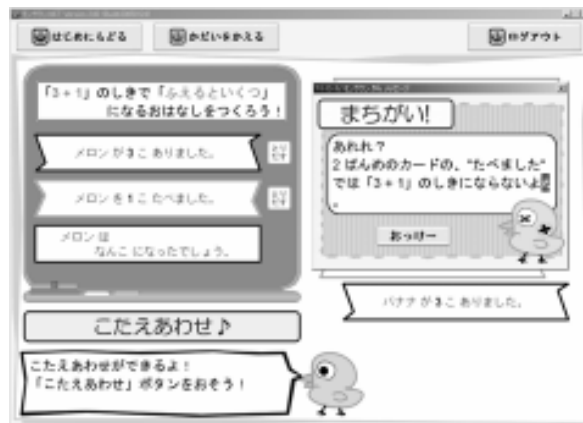 はじめにもどる
かだいをかえる
ログアウト
「3+1」のしきで「ふえるといくつ」
になるおはなしをつくろう!
メロン が 3こ ありました。
とり
だす
メロン を 1こ たべました。
とり
だす
メロン は
なんこ になったでしょう。
まちがい!
あれれ?
2ばんめのカードの、"たべました"
では「3+1」のしきにならないよ
。
おっけー
バナナ が 3こ ありました。
こたえあわせ♪
こたえあわせができるよ!
「こたえあわせ」ボタンをおそう!